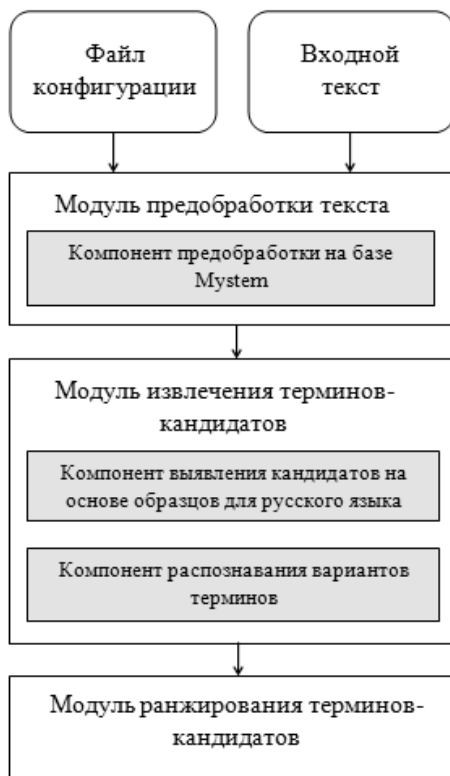 Файл
конфигурации
Входной
текст
Модуль предобработки текста
Компонент предобработки на базе
Mystem
Модуль извлечения терминов-
кандидатов
Компонент выявления кандидатов на
основе образцов для русского языка
Компонент распознавания вариантов
терминов
Модуль ранжирования терминов-
кандидатов